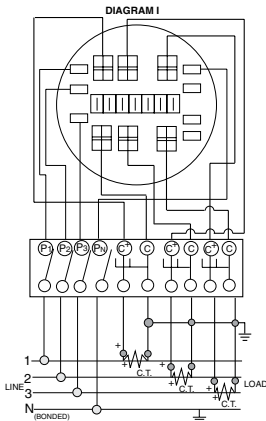 DIAGRAM I
P1 P2 P3 PN C+ C C+ C C+ C
1
+ + C.T.
LINE 2 LOAD
+ C.T.
3
C.T.
N
(BONDED)